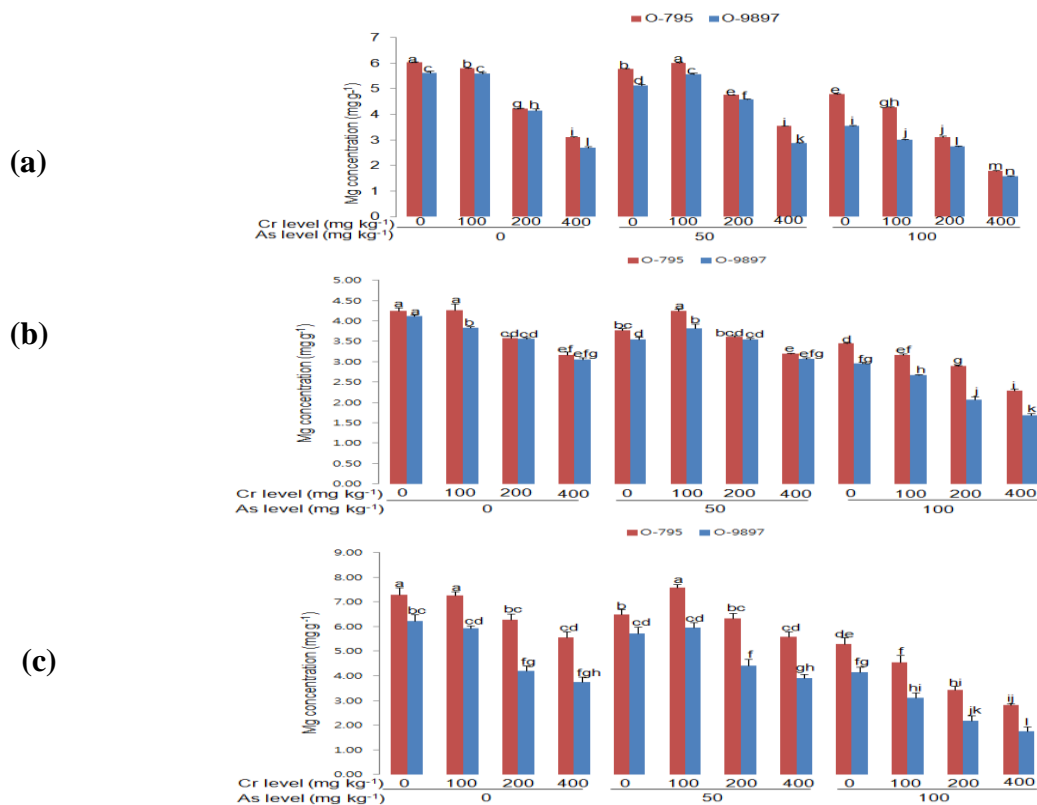 O-795 O-9897
(a)
Mg concentration (mg g-1)
7
6
5
4
3
2
1
0
a c b c g h i l b d a c e f i k e i gh j j l m n
Cr level (mg kg-1) 0 100 200 400 0 100 200 400 0 100 200 400
As level (mg kg-1) 0 50 100
O-795 O-9897
(b)
Mg concentration (mg g-1)
5.00
4.50
4.00
3.50
3.00
2.50
2.00
1.50
1.00
0.50
0.00
a a a b cd cd ef efg bc d a b bcd cd e efg d fg ef h g j i k
Cr level (mg kg-1) 0 100 200 400 0 100 200 400 0 100 200 400
As level (mg kg-1) 0 50 100
O-795 O-9897
(c)
Mg concentration (mg g-1)
9.00
8.00
7.00
6.00
5.00
4.00
3.00
2.00
1.00
0.00
a bc a cd bc fg cd fgh b cd a cd bc f cd gh de fg f hi hi jk ij l
Cr level (mg kg-1) 0 100 200 400 0 100 200 400 0 100 200 400
As level (mg kg-1) 0 50 100